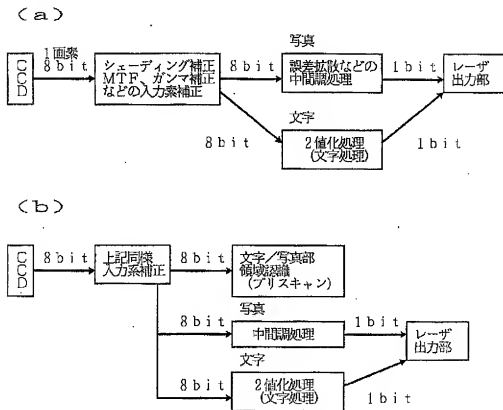 (a)
1画素
8bit
CCD
シェーディング補正
MTF、ガンマ補正
などの入力系補正
8bit
写真
誤差拡散などの
中間調処理
1bit
レーザ
出力部
8bit
文字
2値化処理
(文字処理)
1bit
(b)
CCD
8bit
上記同様
入力系補正
8bit
文字/写真部
領域認識
(プリスキャン)
写真
8bit
中間調処理
1bit
レーザ
出力部
文字
8bit
2値化処理
(文字処理)
1bit